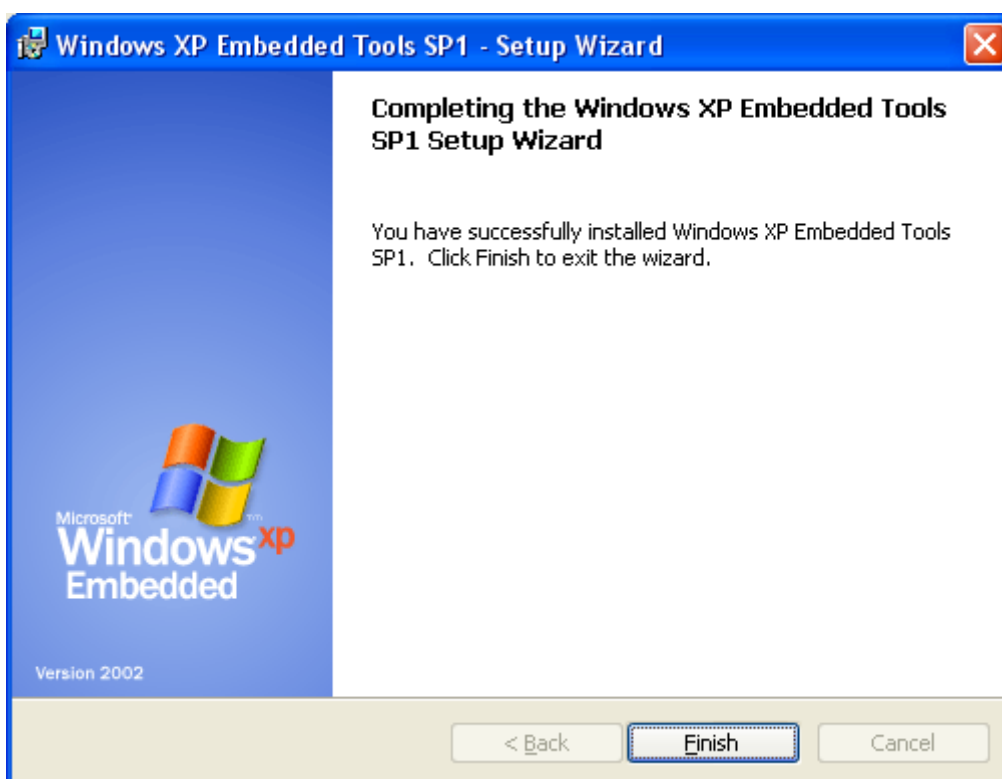 Windows XP Embedded Tools SP1 - Setup Wizard
Completing the Windows XP Embedded Tools
SP1 Setup Wizard
You have successfully installed Windows XP Embedded Tools
SP1.  Click Finish to exit the wizard.
Microsoft
Windows xp
Embedded
Version 2002
< Back
Finish
Cancel